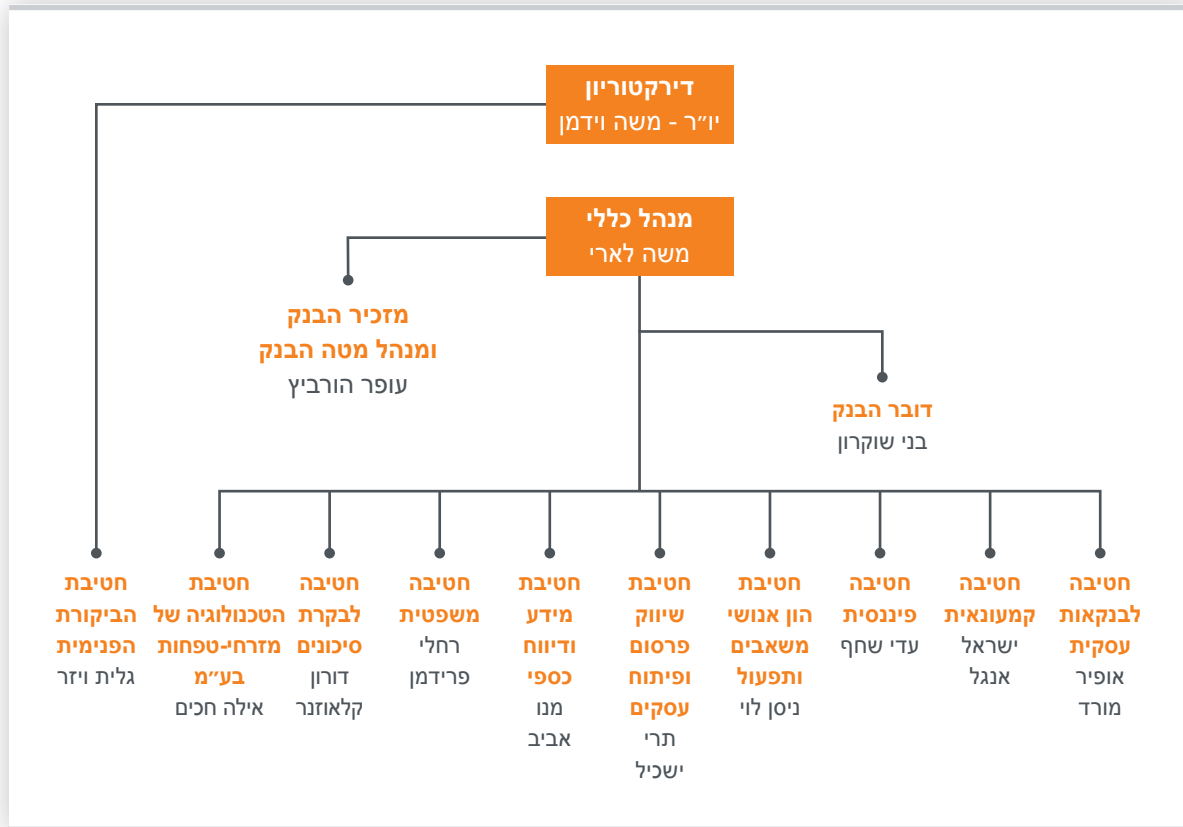 דירקטוריון
יו״ר - משה וידמן
מנהל כללי
משה לארי
מזכיר הבנק
ומנהל מטה הבנק
עופר הורביץ
דובר הבנק
בני שוקרון
חטיבה
לבנקאות
עסקית
אופיר
מורד
חטיבה
קמעונאית
ישראל
אנגל
חטיבה
פיננסית
עדי שחף
חטיבת
הון אנושי
משאבים
ותפעול
ניסן לוי
חטיבת
שיווק
פרסום
ופיתוח
עסקים
תרי
ישכיל
חטיבת
מידע
ודיווח
כספי
מנו
אביב
חטיבה
משפטית
רחלי
פרידמן
חטיבה
לבקרת
סיכונים
דורון
קלאוזנר
חטיבת
הטכנולוגיה של
מזרחי-טפחות
בע״מ
אילה חכים
חטיבת
הביקורת
הפנימית
גלית ויזר